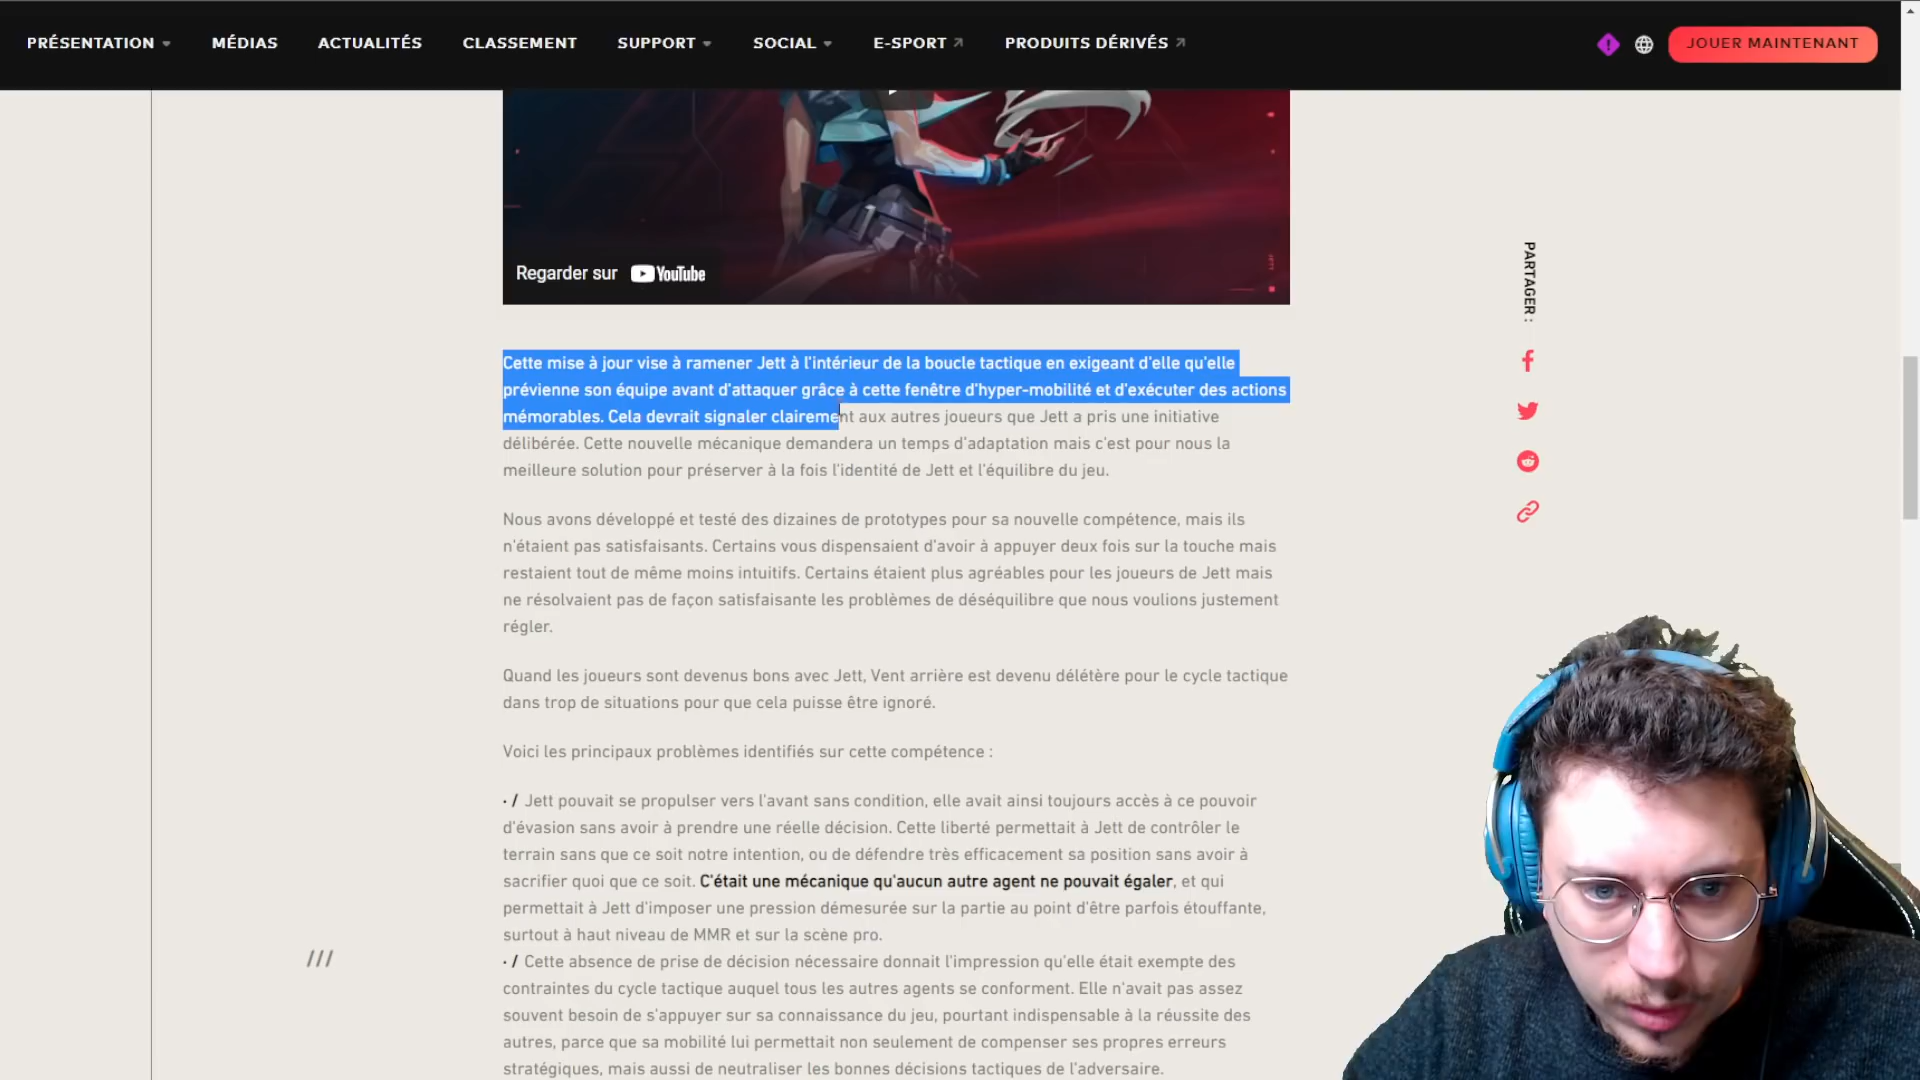 PRÉSENTATION MÉDIAS ACTUALITÉS CLASSEMENT SUPPORT SOCIAL E-SPORT PRODUITS DÉRIVÉS JOUER MAINTENANT
Regarder sur YouTube
PARTAGER :
Cette mise à jour vise à ramener Jett à l'intérieur de la boucle tactique en exigeant d'elle qu'elle
prévienne son équipe avant d'attaquer grâce à cette fenêtre d'hyper-mobilité et d'exécuter des actions
mémorables. Cela devrait signaler clairement aux autres joueurs que Jett a pris une initiative
délibérée. Cette nouvelle mécanique demandera un temps d'adaptation mais c'est pour nous la
meilleure solution pour préserver à la fois l'identité de Jett et l'équilibre du jeu.
Nous avons développé et testé des dizaines de prototypes pour sa nouvelle compétence, mais ils
n'étaient pas satisfaisants. Certains vous dispensaient d'avoir à appuyer deux fois sur la touche mais
restaient tout de même moins intuitifs. Certains étaient plus agréables pour les joueurs de Jett mais
ne résolvaient pas de façon satisfaisante les problèmes de déséquilibre que nous voulions justement
régler.
Quand les joueurs sont devenus bons avec Jett, Vent arrière est devenu délétère pour le cycle tactique
dans trop de situations pour que cela puisse être ignoré.
Voici les principaux problèmes identifiés sur cette compétence :
· / Jett pouvait se propulser vers l'avant sans condition, elle avait ainsi toujours accès à ce pouvoir
d'évasion sans avoir à prendre une réelle décision. Cette liberté permettait à Jett de contrôler le
terrain sans que ce soit notre intention, ou de défendre très efficacement sa position sans avoir à
sacrifier quoi que ce soit. C'était une mécanique qu'aucun autre agent ne pouvait égaler, et qui
permettait à Jett d'imposer une pression démesurée sur la partie au point d'être parfois étouffante,
surtout à haut niveau de MMR et sur la scène pro.
///
· / Cette absence de prise de décision nécessaire donnait l'impression qu'elle était exempte des
contraintes du cycle tactique auquel tous les autres agents se conforment. Elle n'avait pas assez
souvent besoin de s'appuyer sur sa connaissance du jeu, pourtant indispensable à la réussite des
autres, parce que sa mobilité lui permettait non seulement de compenser ses propres erreurs
stratégiques, mais aussi de neutraliser les bonnes décisions tactiques de l'adversaire.